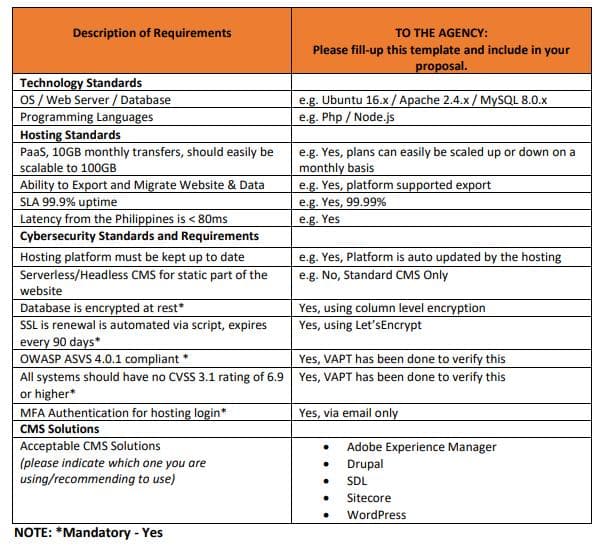 Description of Requirements
TO THE AGENCY:
Please fill-up this template and include in your
proposal.
Technology Standards
OS / Web Server / Database
e.g. Ubuntu 16.x / Apache 2.4.x / MySQL 8.0.x
Programming Languages
e.g. Php / Node.js
Hosting Standards
PaaS, 10GB monthly transfers, should easily be
scalable to 100GB
e.g. Yes, plans can easily be scaled up or down on a
monthly basis
Ability to Export and Migrate Website & Data
e.g. Yes, platform supported export
SLA 99.9% uptime
e.g. Yes, 99.99%
Latency from the Philippines is < 80ms
e.g. Yes
Cybersecurity Standards and Requirements
Hosting platform must be kept up to date
e.g. Yes, Platform is auto updated by the hosting
Serverless/Headless CMS for static part of the
website
e.g. No, Standard CMS Only
Database is encrypted at rest*
Yes, using column level encryption
SSL is renewal is automated via script, expires
every 90 days*
Yes, using Let'sEncrypt
OWASP ASVS 4.0.1 compliant *
Yes, VAPT has been done to verify this
All systems should have no CVSS 3.1 rating of 6.9
or higher*
Yes, VAPT has been done to verify this
MFA Authentication for hosting login*
Yes, via email only
CMS Solutions
Acceptable CMS Solutions
(please indicate which one you are
using/recommending to use)
• Adobe Experience Manager
• Drupal
• SDL
• Sitecore
• WordPress
NOTE: *Mandatory - Yes